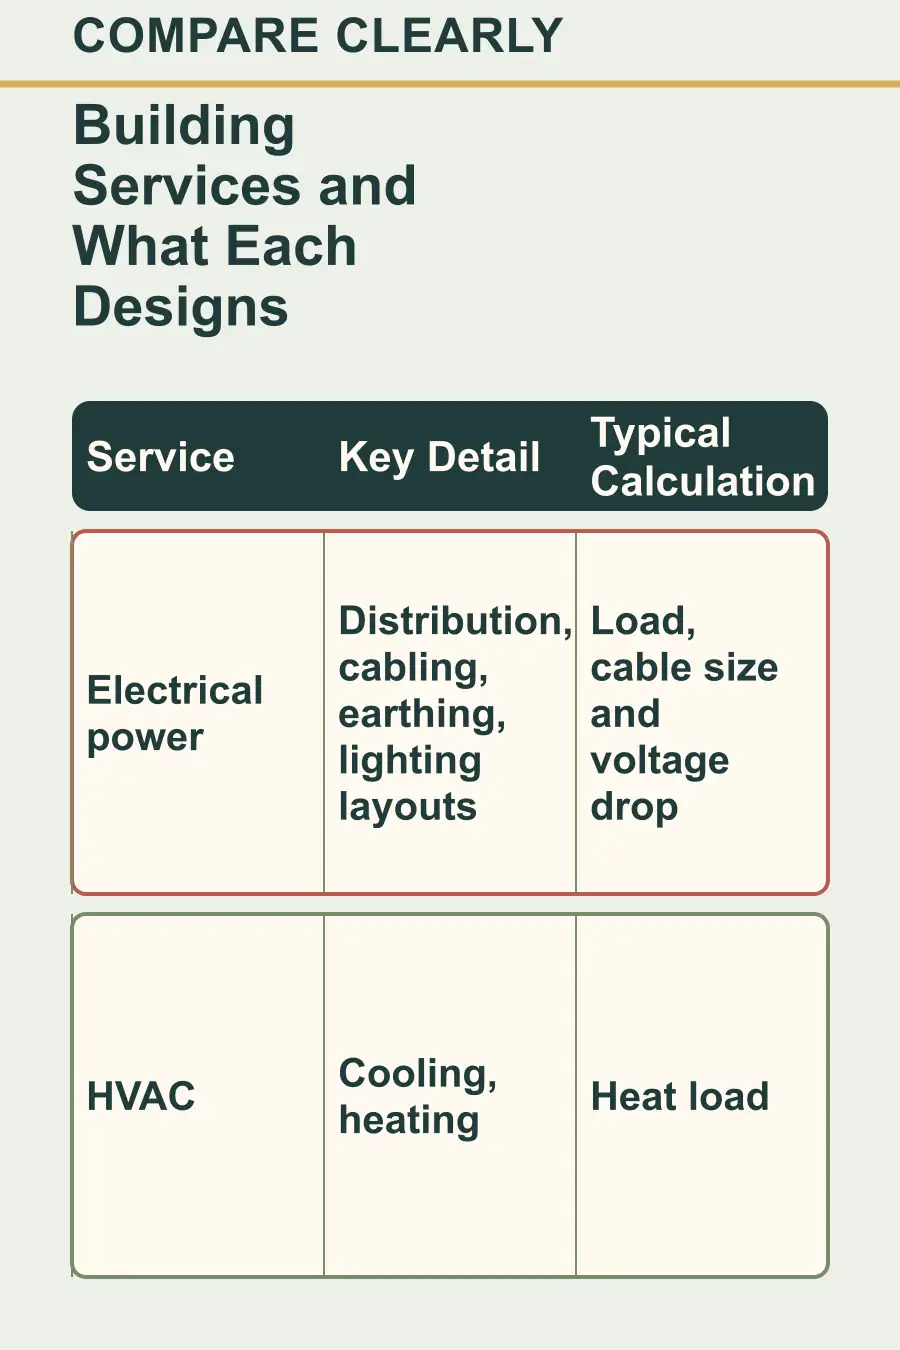 COMPARE CLEARLY
Building
Services and
What Each
Designs
Service
Key Detail
Typical
Calculation
Electrical
power
Distribution,
cabling,
earthing,
lighting
layouts
Load,
cable size
and
voltage
drop
HVAC
Cooling,
heating
Heat load